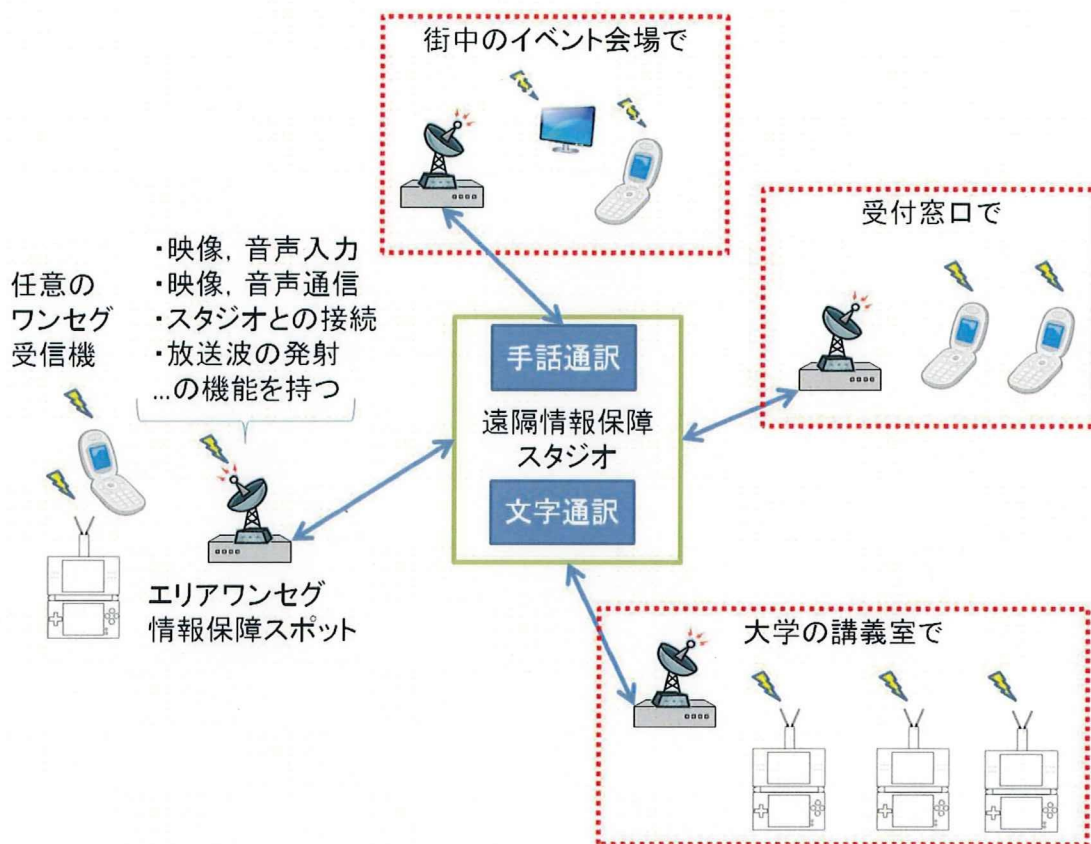 街中のイベント会場で
受付窓口で
・映像, 音声入力
・映像, 音声通信
・スタジオとの接続
・放送波の発射
...の機能を持つ
任意の
ワンセグ
受信機
手話通訳
遠隔情報保障
スタジオ
文字通訳
エリアワンセグ
情報保障スポット
大学の講義室で